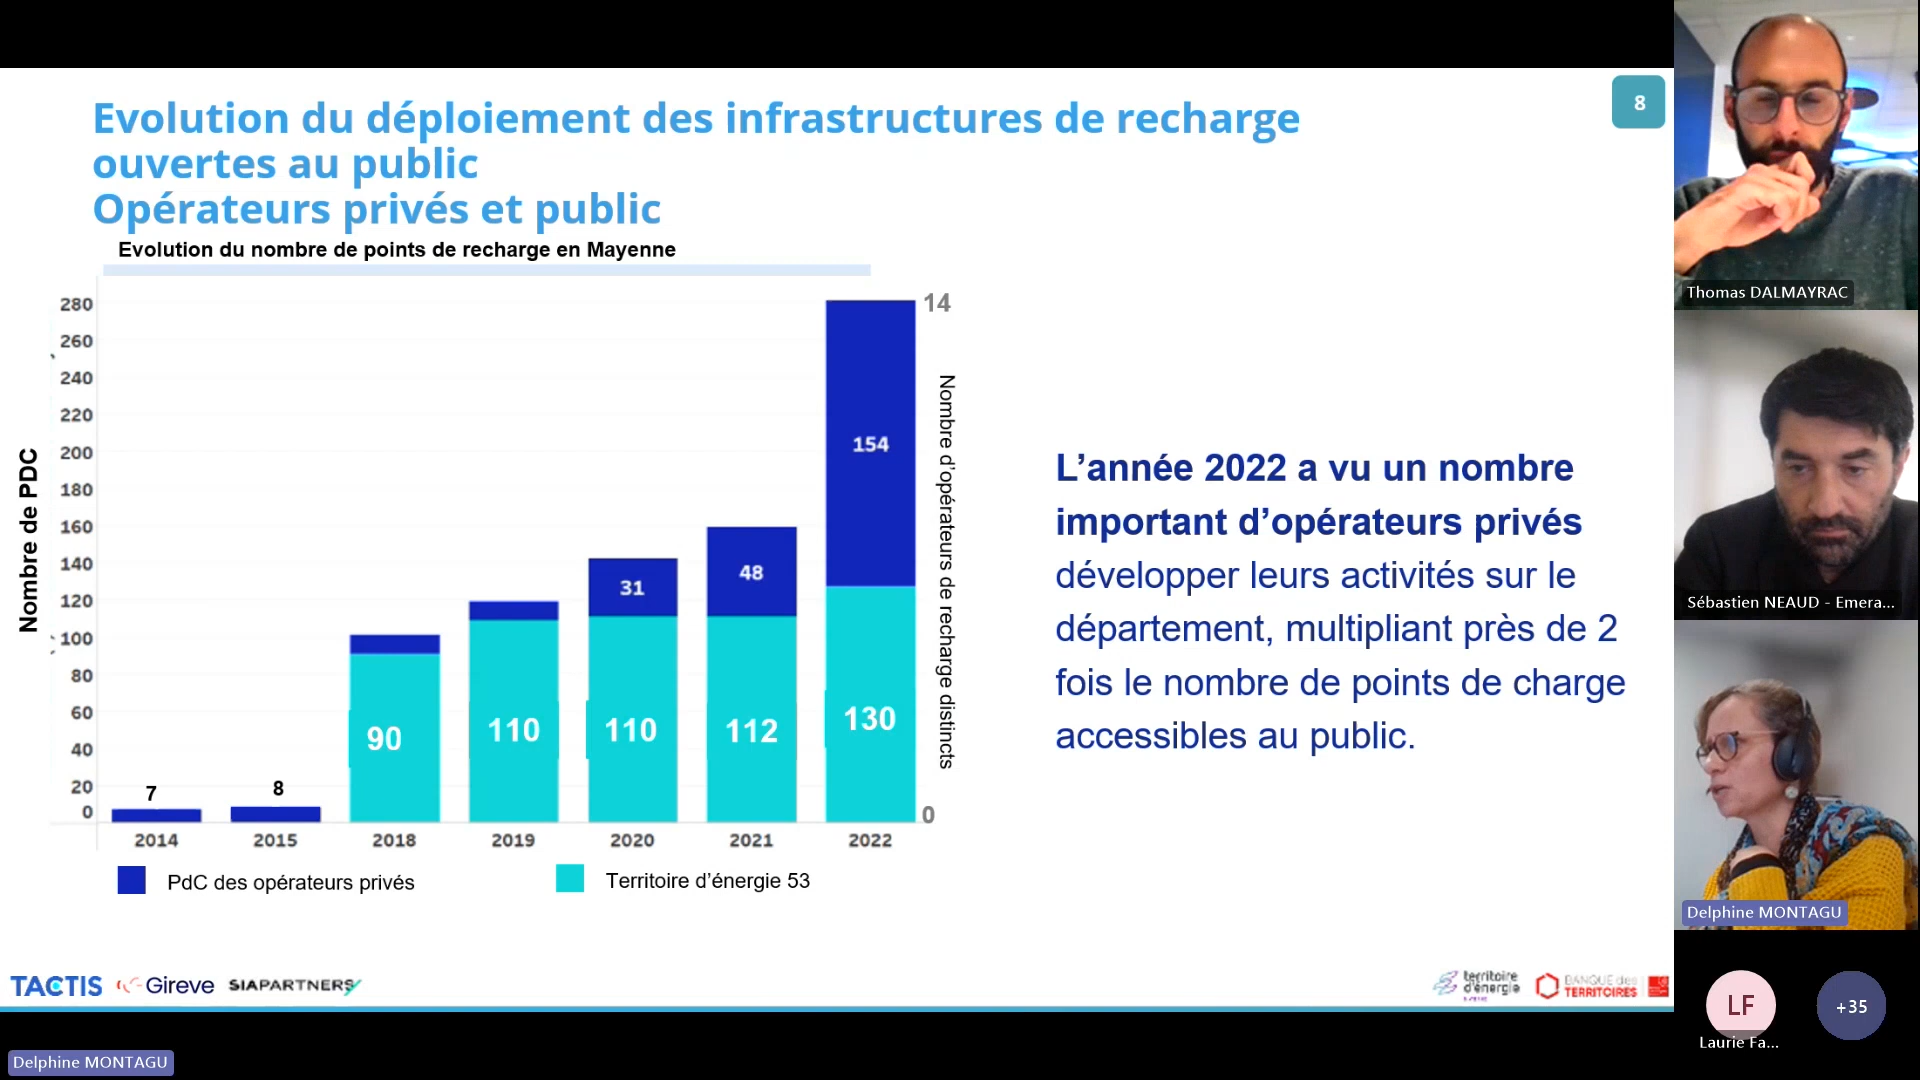 Evolution du déploiement des infrastructures de recharge
ouvertes au public
Opérateurs privés et public
8
Evolution du nombre de points de recharge en Mayenne
Nombre de PDC
280
260
240
220
200
180
160
140
120
100
80
60
40
20
0
7
8
90
110
31
110
48
112
154
130
14
Nombre d'opérateurs de recharge distincts
0
2014
2015
2018
2019
2020
2021
2022
PdC des opérateurs privés
Territoire d'énergie 53
L’année 2022 a vu un nombre
important d’opérateurs privés
développer leurs activités sur le
département, multipliant près de 2
fois le nombre de points de charge
accessibles au public.
TACTIS
Gireve
SIAPARTNERS
territoire
d'énergie
BANQUE des
TERRITOIRES
Thomas DALMAYRAC
Sébastien NEAUD - Emera...
Delphine MONTAGU
LF
Laurie Fa...
+35
Delphine MONTAGU